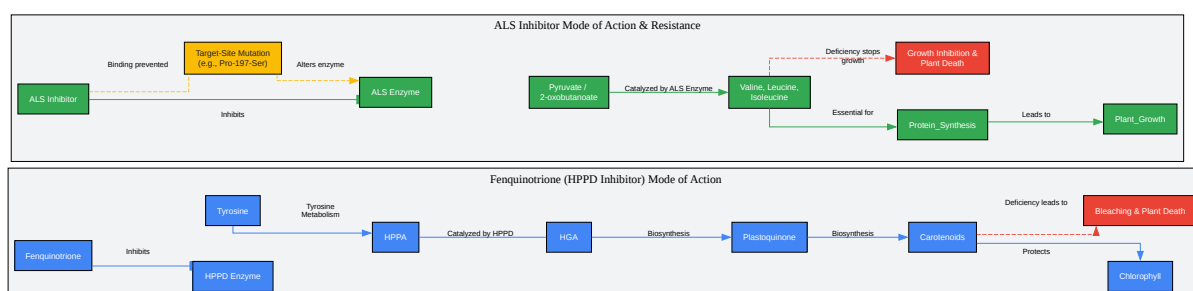 ALS Inhibitor Mode of Action & Resistance
Target-Site Mutation
(e.g., Pro-197-Ser)
Binding prevented
Alters enzyme
ALS Inhibitor
ALS Enzyme
Inhibits
Pyruvate /
2-oxobutanoate
Catalyzed by ALS Enzyme
Valine, Leucine,
Isoleucine
Deficiency stops
growth
Growth Inhibition &
Plant Death
Essential for
Protein_Synthesis
Leads to
Plant_Growth
Fenquinotrione (HPPD Inhibitor) Mode of Action
Tyrosine
Tyrosine
Metabolism
Fenquinotrione
Inhibits
HPPD Enzyme
HPPA
Catalyzed by HPPD
HGA
Biosynthesis
Plastoquinone
Biosynthesis
Carotenoids
Deficiency leads to
Bleaching & Plant Death
Protects
Chlorophyll